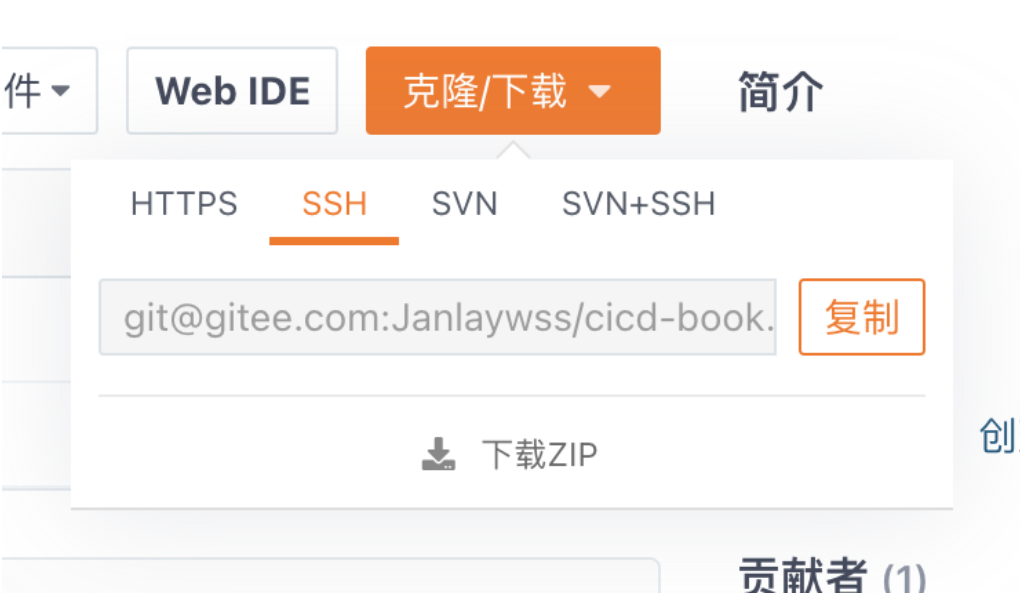 件 Web IDE 克隆/下载 简介
HTTPS SSH SVN SVN+SSH
git@gitee.com:Janlaywss/cicd-book. 复制
创
下载ZIP
贡献者 (1)